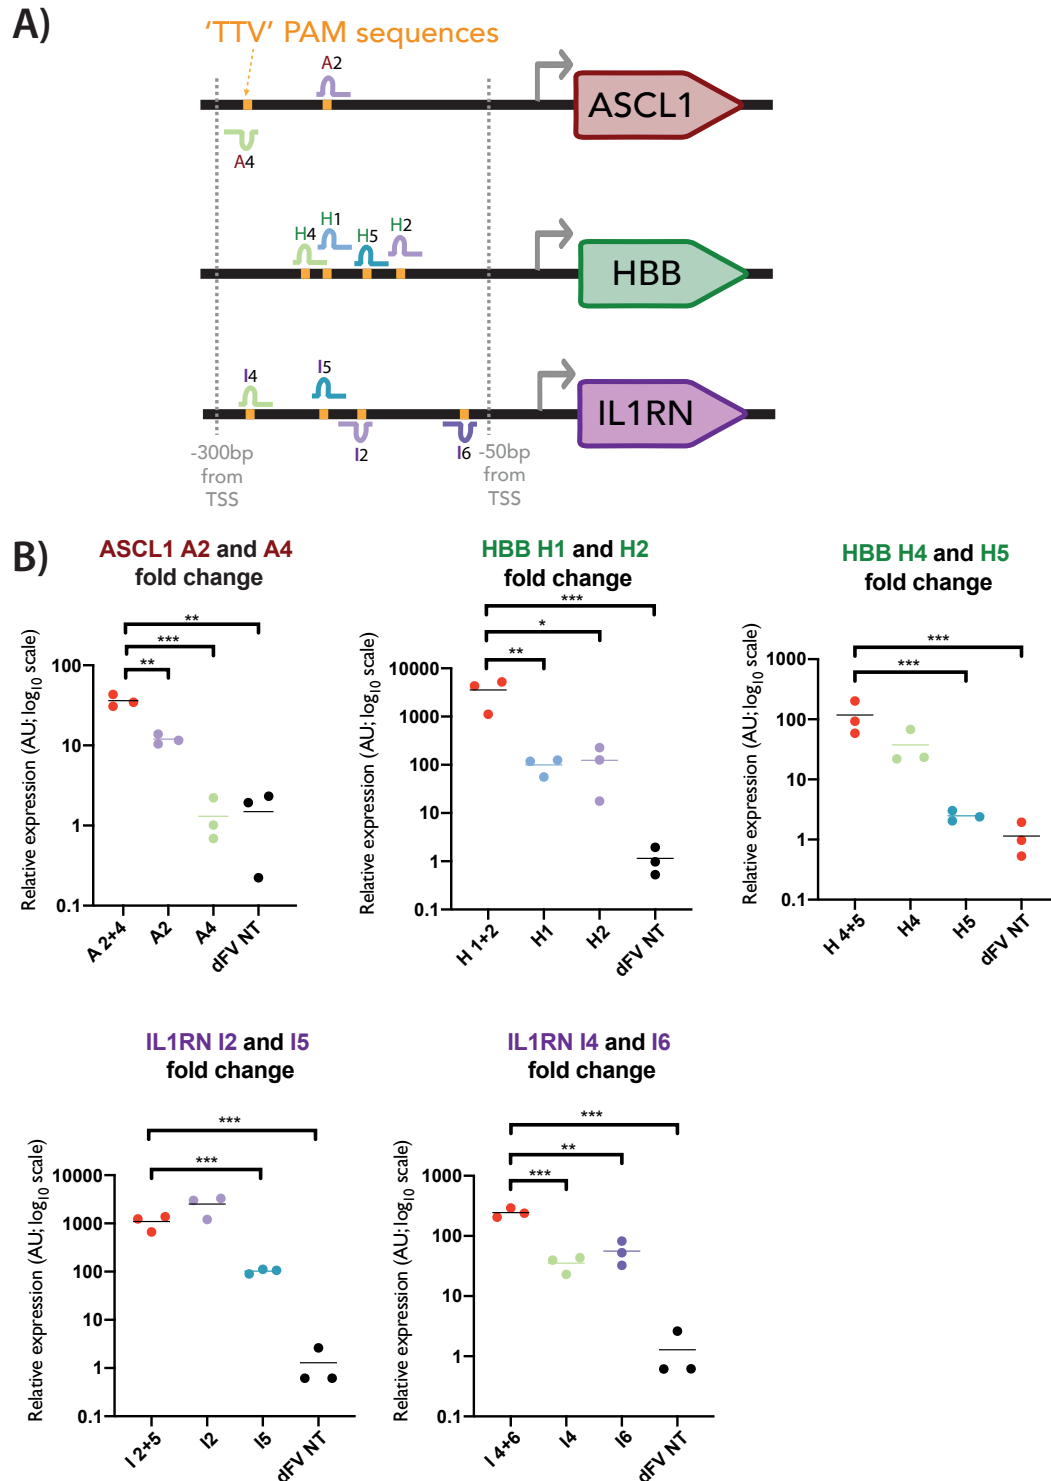 A)
'TTV' PAM sequences
A2
ASCL1
A4
H4
H1
H5
H2
HBB
I4
I5
IL1RN
I2
I6
-300bp
from
TSS
-50bp
from
TSS
B)
ASCL1 A2 and A4
fold change
Relative expression (AU; log10 scale)
**
***
**
100
10
1
0.1
A 2+4
A2
A4
dFV NT
HBB H1 and H2
fold change
Relative expression (AU; log10 scale)
***
*
**
10000
1000
100
10
1
0.1
H 1+2
H1
H2
dFV NT
HBB H4 and H5
fold change
Relative expression (AU; log10 scale)
***
***
1000
100
10
1
0.1
H 4+5
H4
H5
dFV NT
IL1RN I2 and I5
fold change
Relative expression (AU; log10 scale)
***
***
10000
1000
100
10
1
0.1
I 2+5
I2
I5
dFV NT
IL1RN I4 and I6
fold change
Relative expression (AU; log10 scale)
***
**
***
1000
100
10
1
0.1
I 4+6
I4
I6
dFV NT